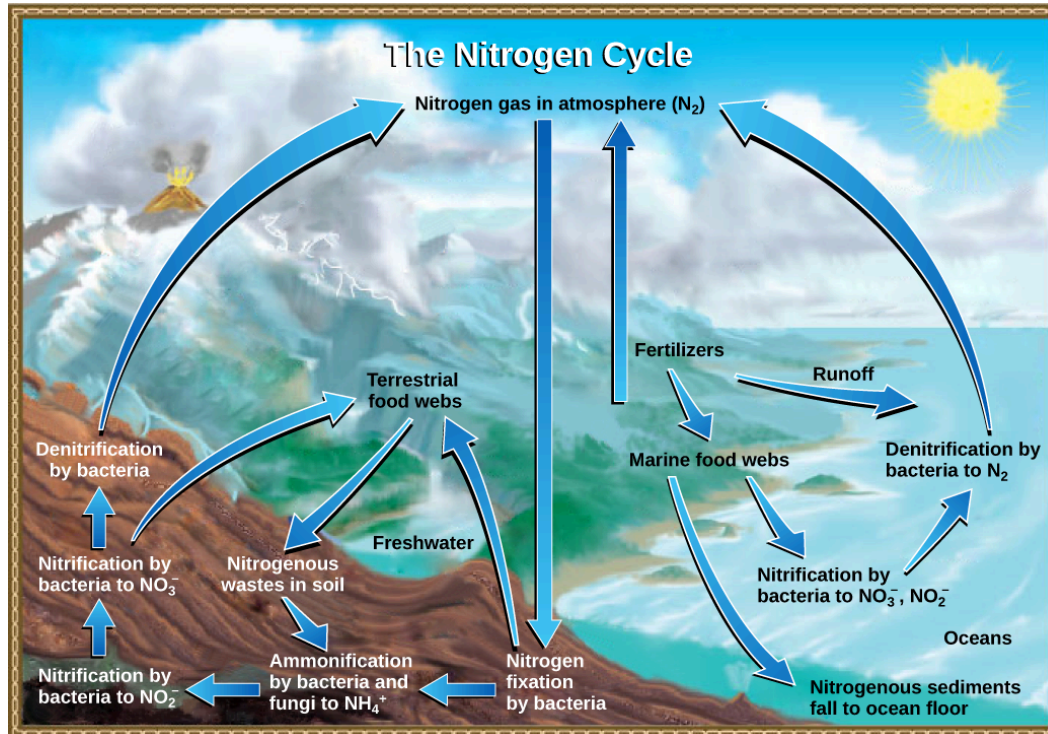 The Nitrogen Cycle
Nitrogen gas in atmosphere (N₂)
Fertilizers
Runoff
Terrestrial
food webs
Denitrification
by bacteria
Marine food webs
Denitrification by
bacteria to N₂
Freshwater
Nitrification by
bacteria to NO₃⁻
Nitrogenous
wastes in soil
Nitrification by
bacteria to NO₃⁻, NO₂⁻
Oceans
Nitrification by
bacteria to NO₂⁻
Ammonification
by bacteria and
fungi to NH₄⁺
Nitrogen
fixation
by bacteria
Nitrogenous sediments
fall to ocean floor